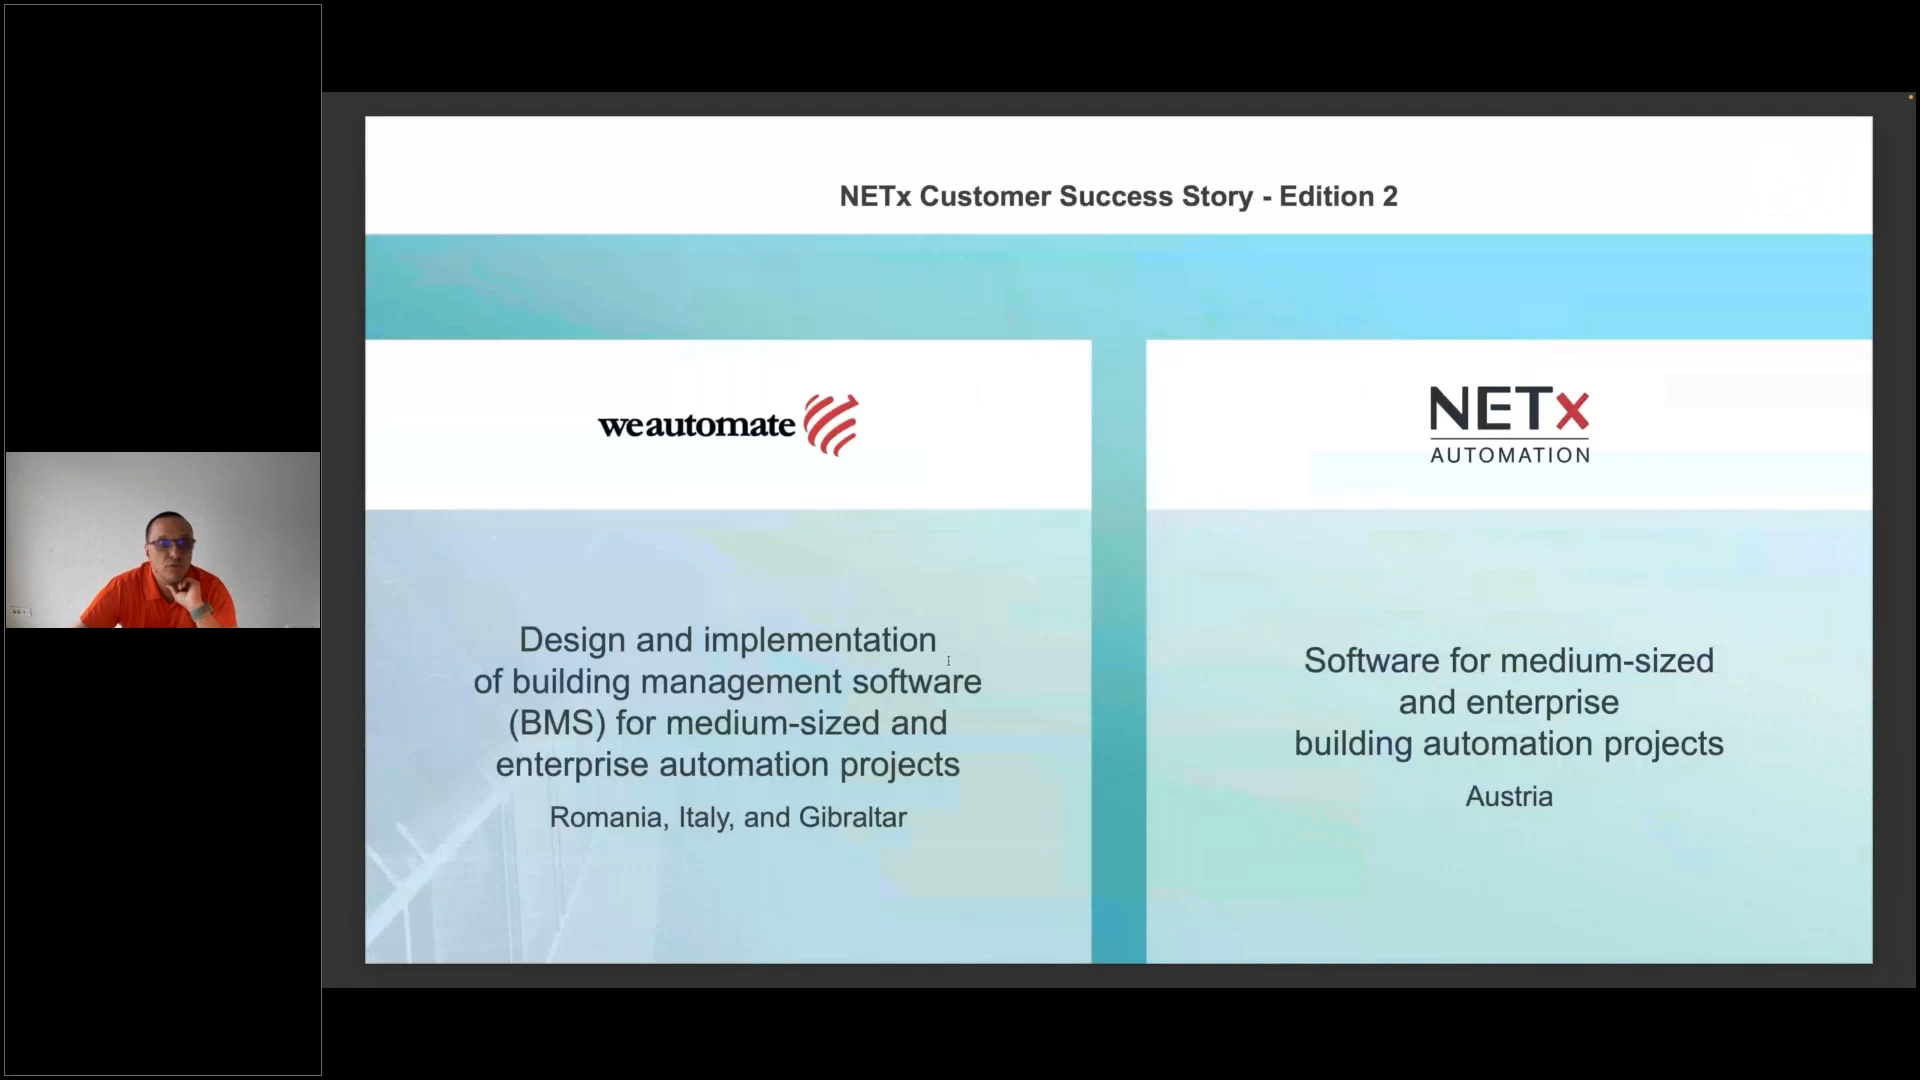 NETx Customer Success Story - Edition 2
weautomate
NETx
AUTOMATION
Design and implementation
of building management software
(BMS) for medium-sized and
enterprise automation projects
Romania, Italy, and Gibraltar
Software for medium-sized
and enterprise
building automation projects
Austria